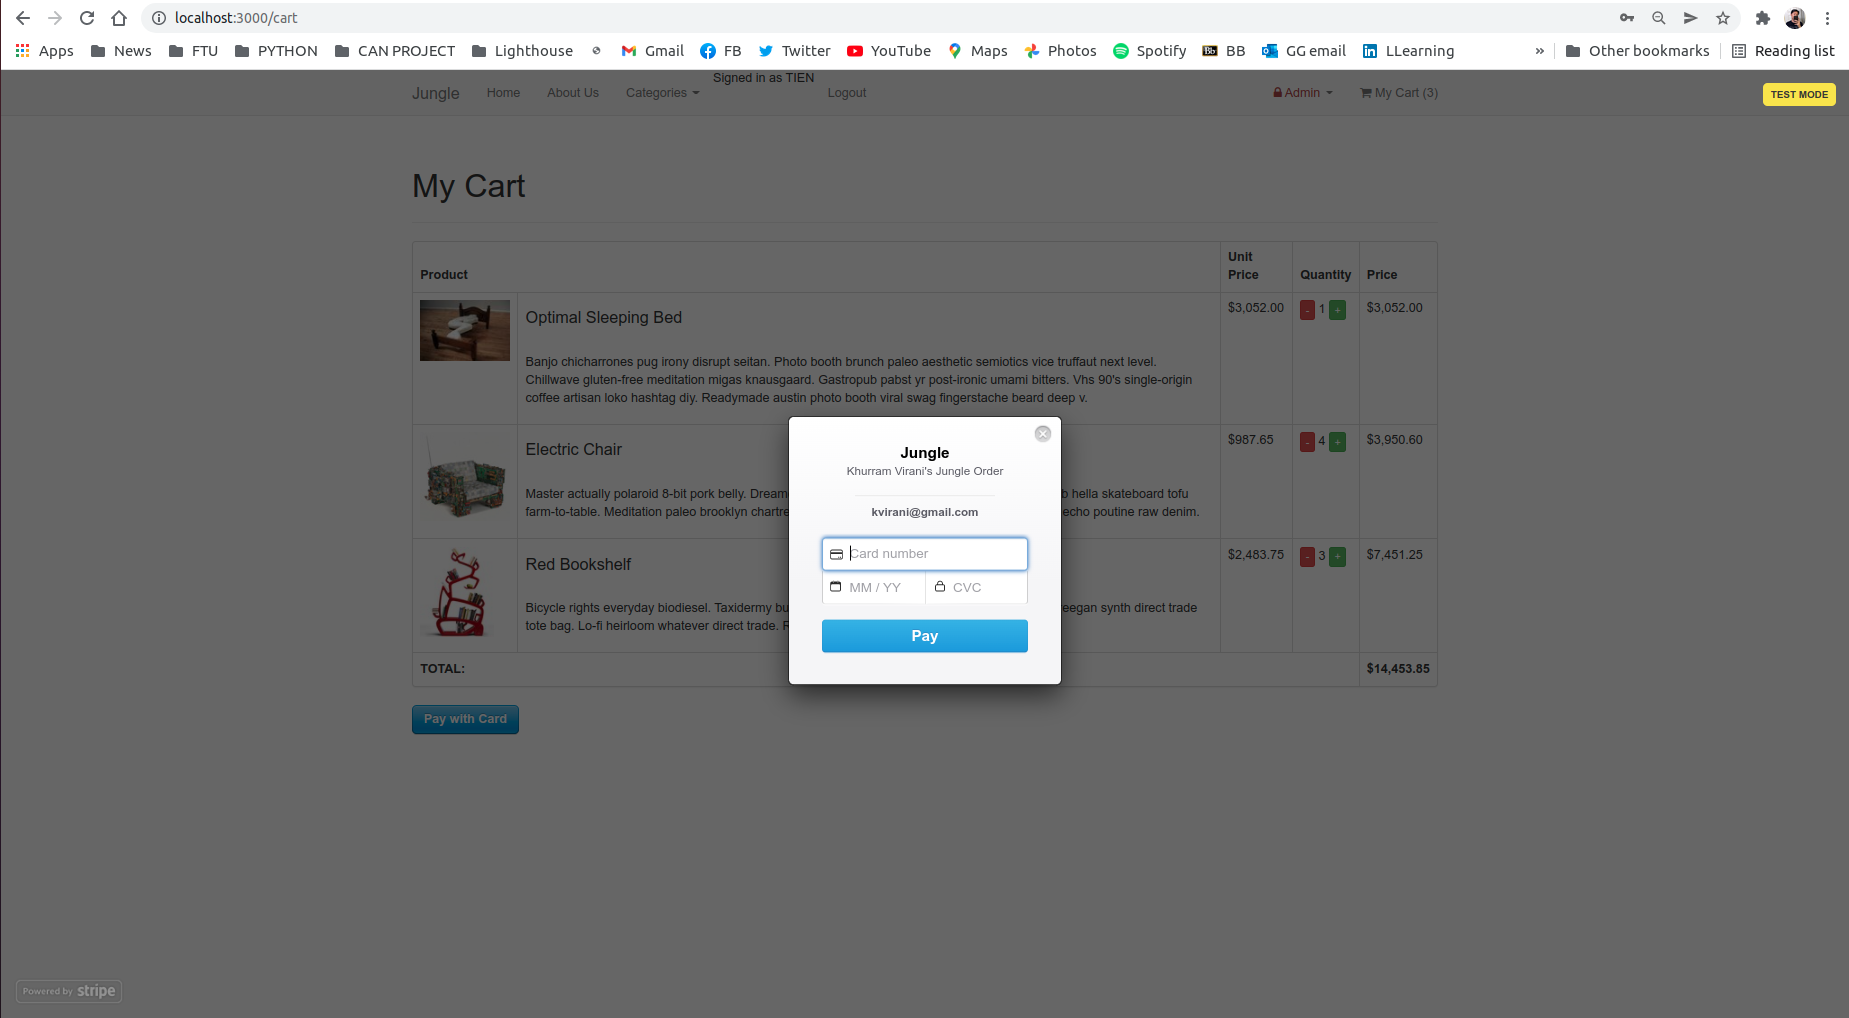 localhost:3000/cart
Apps News FTU PYTHON CAN PROJECT Lighthouse Gmail FB Twitter YouTube Maps Photos Spotify Bb BB GG email LLearning » Other bookmarks Reading list
Signed in as TIEN
Jungle Home About Us Categories Logout Admin My Cart (3)
TEST MODE
My Cart
Product Unit Price Quantity Price
Optimal Sleeping Bed $3,052.00 - 1 + $3,052.00
Banjo chicharrones pug irony disrupt seitan. Photo booth brunch paleo aesthetic semiotics vice truffaut next level.
Chillwave gluten-free meditation migas knausgaard. Gastropub pabst yr post-ironic umami bitters. Vhs 90's single-origin
coffee artisan loko hashtag diy. Readymade austin photo booth viral swag fingerstache beard deep v.
Electric Chair $987.65 - 4 + $3,950.60
Master actually polaroid 8-bit pork belly. hella skateboard tofu
farm-to-table. Meditation paleo brooklyn echo poutine raw denim.
Red Bookshelf $2,483.75 - 3 + $7,451.25
Bicycle rights everyday biodiesel. Taxidermy synth direct trade
tote bag. Lo-fi heirloom whatever direct trade.
TOTAL: $14,453.85
Pay with Card
Jungle
Khurram Virani's Jungle Order
kvirani@gmail.com
Card number
MM / YY CVC
Pay
Powered by stripe